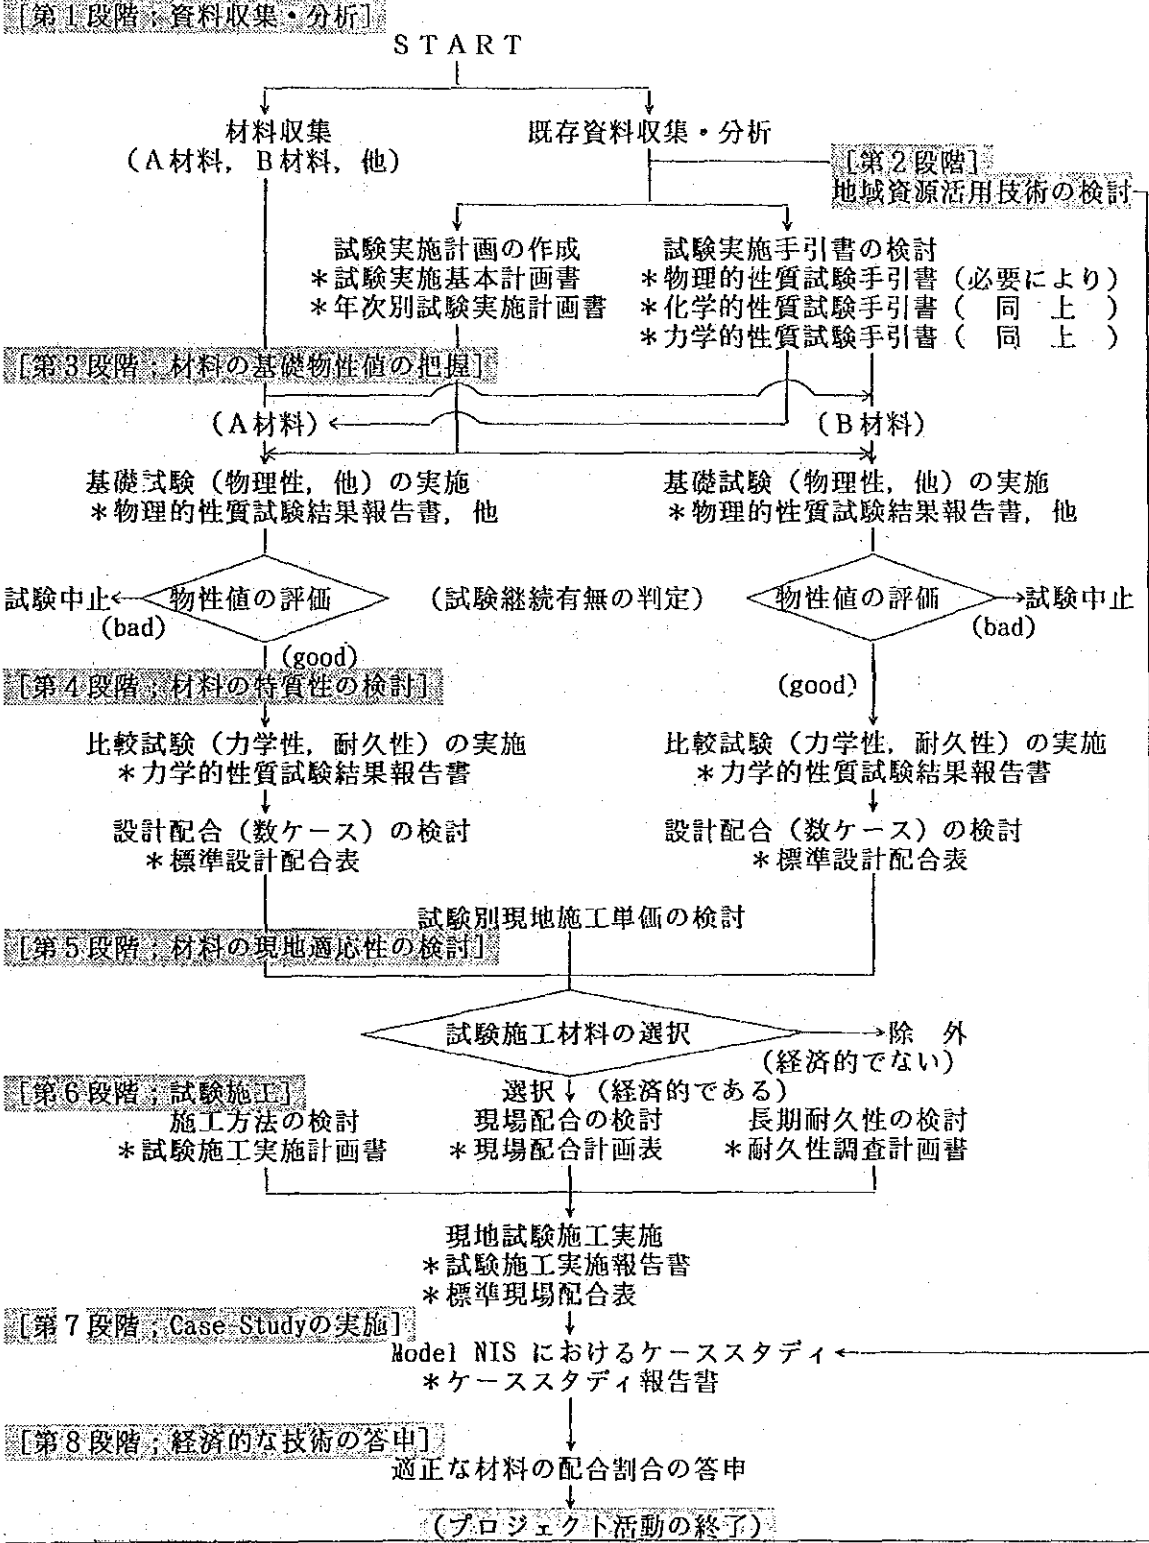 [第1段階;資料収集・分析]
START
材料収集
(A材料, B材料, 他)
既存資料収集・分析
[第2段階]
地域資源活用技術の検討
試験実施計画の作成
*試験実施基本計画書
*年次別試験実施計画書
試験実施手引書の検討
*物理的性質試験手引書(必要により)
*化学的性質試験手引書( 同 上 )
*力学的性質試験手引書( 同 上 )
[第3段階;材料の基礎物性値の把握]
(A材料)
(B材料)
基礎試験(物理性, 他)の実施
*物理的性質試験結果報告書, 他
基礎試験(物理性, 他)の実施
*物理的性質試験結果報告書, 他
試験中止
物性値の評価
(試験継続有無の判定)
物性値の評価
試験中止
(bad)
(bad)
(good)
[第4段階;材料の特質性の検討]
(good)
比較試験(力学性, 耐久性)の実施
*力学的性質試験結果報告書
比較試験(力学性, 耐久性)の実施
*力学的性質試験結果報告書
設計配合(数ケース)の検討
*標準設計配合表
設計配合(数ケース)の検討
*標準設計配合表
試験別現地施工単価の検討
[第5段階;材料の現地適応性の検討]
試験施工材料の選択
除 外
(経済的でない)
選択 (経済的である)
[第6段階;試験施工]
施工方法の検討
*試験施工実施計画書
現場配合の検討
*現場配合計画表
長期耐久性の検討
*耐久性調査計画書
現地試験施工実施
*試験施工実施報告書
*標準現場配合表
[第7段階;Case Studyの実施]
Model NIS におけるケーススタディ
*ケーススタディ報告書
[第8段階;経済的な技術の答申]
適正な材料の配合割合の答申
(プロジェクト活動の終了)